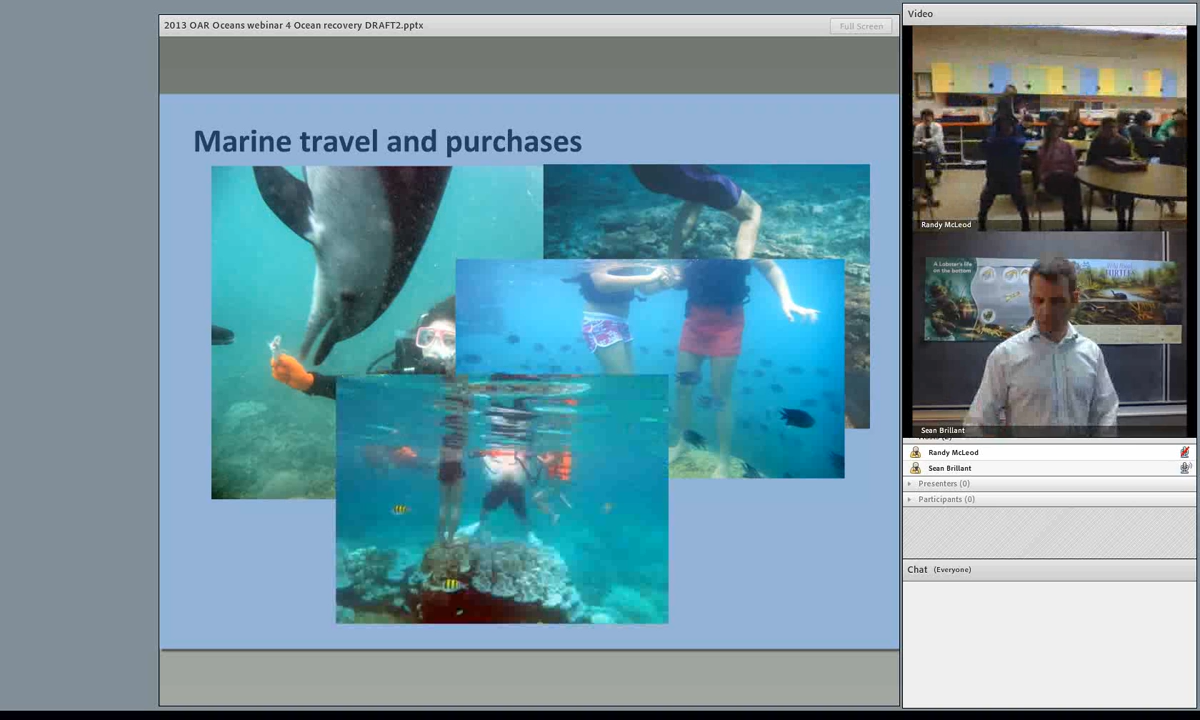 2013 OAR Oceans webinar 4 Ocean recovery DRAFT2.pptx
Full Screen
Marine travel and purchases
Video
Randy McLeod
A Lobster's life
on the bottom
Sean Brillant
Randy McLeod
Sean Brillant
Presenters (0)
Participants (0)
Chat (Everyone)